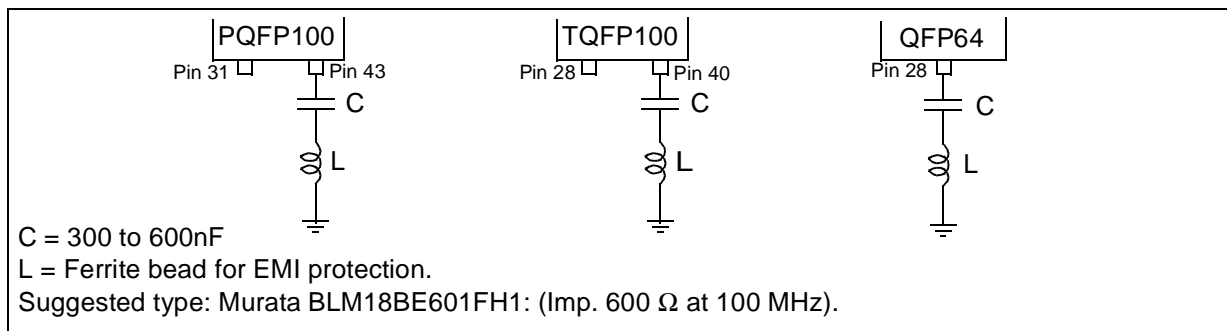 PQFP100 TQFP100 QFP64
Pin 31 Pin 43 Pin 28 Pin 40 Pin 28
C C C
L L L
C = 300 to 600nF
L = Ferrite bead for EMI protection.
Suggested type: Murata BLM18BE601FH1: (Imp. 600 Ω at 100 MHz).